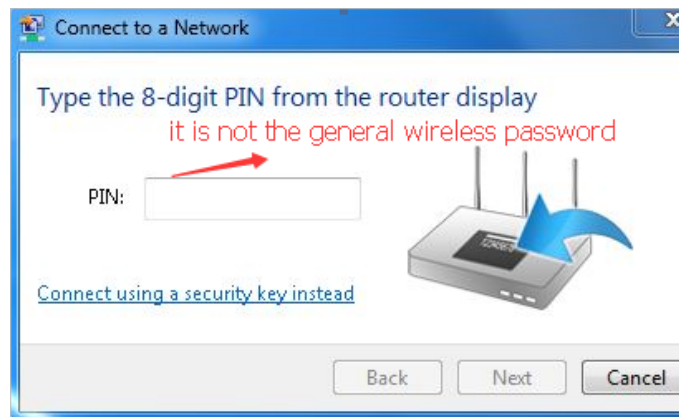 Connect to a Network
X
Type the 8-digit PIN from the router display
it is not the general wireless password
PIN:
12345670
Connect using a security key instead
Back
Next
Cancel